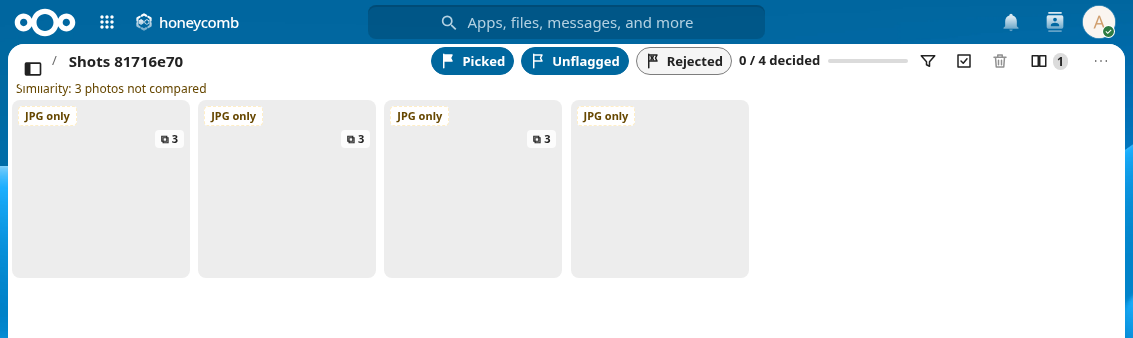 honeycomb
Apps, files, messages, and more
A
/ Shots 81716e70
Picked
Unflagged
Rejected
0 / 4 decided
1
Similarity: 3 photos not compared
JPG only
3
JPG only
3
JPG only
3
JPG only